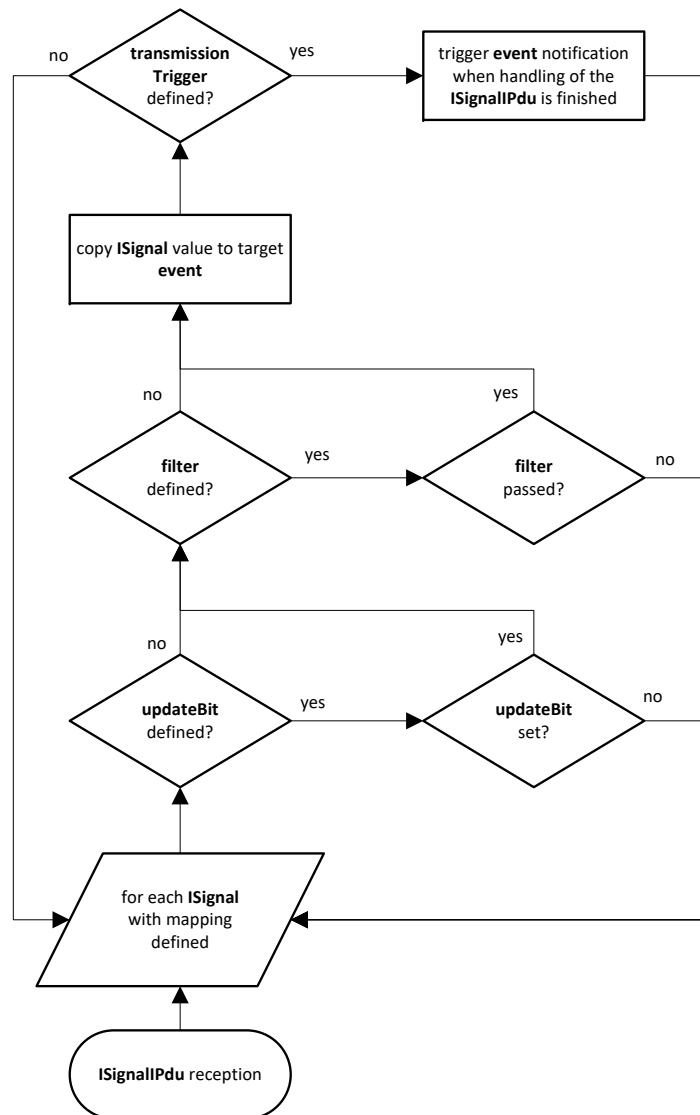 no
transmission
Trigger
defined?
yes
trigger event notification
when handling of the
ISignalIPdu is finished
copy ISignal value to target
event
no
yes
filter
defined?
yes
filter
passed?
no
no
yes
updateBit
defined?
yes
updateBit
set?
no
for each ISignal
with mapping
defined
ISignalIPdu reception